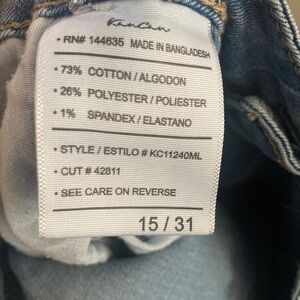 KanCan
• RN# 144635 MADE IN BANGLADESH
• 73% COTTON / ALGODON
• 26% POLYESTER / POLIESTER
• 1% SPANDEX / ELASTANO
• STYLE / ESTILO # KC11240ML
• CUT # 42811
• SEE CARE ON REVERSE
15 / 31